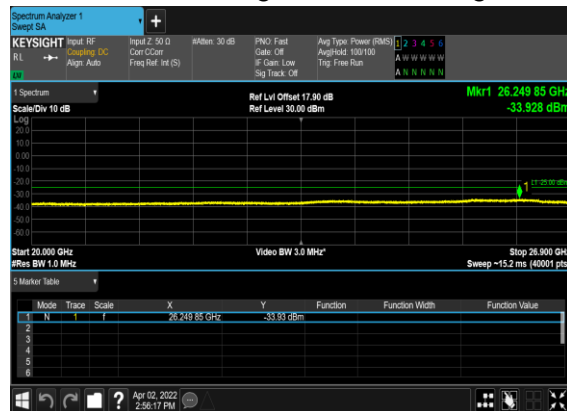 Spectrum Analyzer 1
Swept SA
KEYSIGHT Input: RF Input Z: 50 Ω #Atten: 30 dB PNO: Fast Avg Type: Power (RMS) 1 2 3 4 5 6
RL Coupling: DC Corr CCorr Gate: Off Avg|Hold: 100/100 A W W W W W
Align: Auto Freq Ref: Int (S) IF Gain: Low Trig: Free Run
LXI Sig Track: Off A N N N N N
1 Spectrum Ref Lvl Offset 17.90 dB Mkr1 26.249 85 GHz
Scale/Div 10 dB Ref Level 30.00 dBm -33.928 dBm
Log
20.0
10.0
0.00
-10.0
-20.0
1 L1 -25.00 dBm
-30.0
-40.0
-50.0
-60.0
Start 20.000 GHz Video BW 3.0 MHz* Stop 26.900 GHz
#Res BW 1.0 MHz Sweep ~15.2 ms (40001 pts)
5 Marker Table
Mode Trace Scale X Y Function Function Width Function Value
1 N 1 f 26.249 85 GHz -33.93 dBm
2
3
4
5
6
? Apr 02, 2022
2:56:17 PM